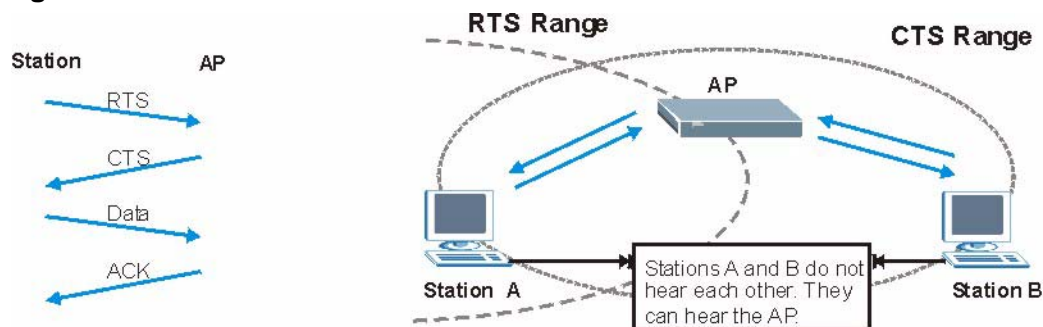 RTS Range
CTS Range
Station AP
AP
RTS
CTS
Data
ACK
Station A
Stations A and B do not
hear each other. They
can hear the AP.
Station B